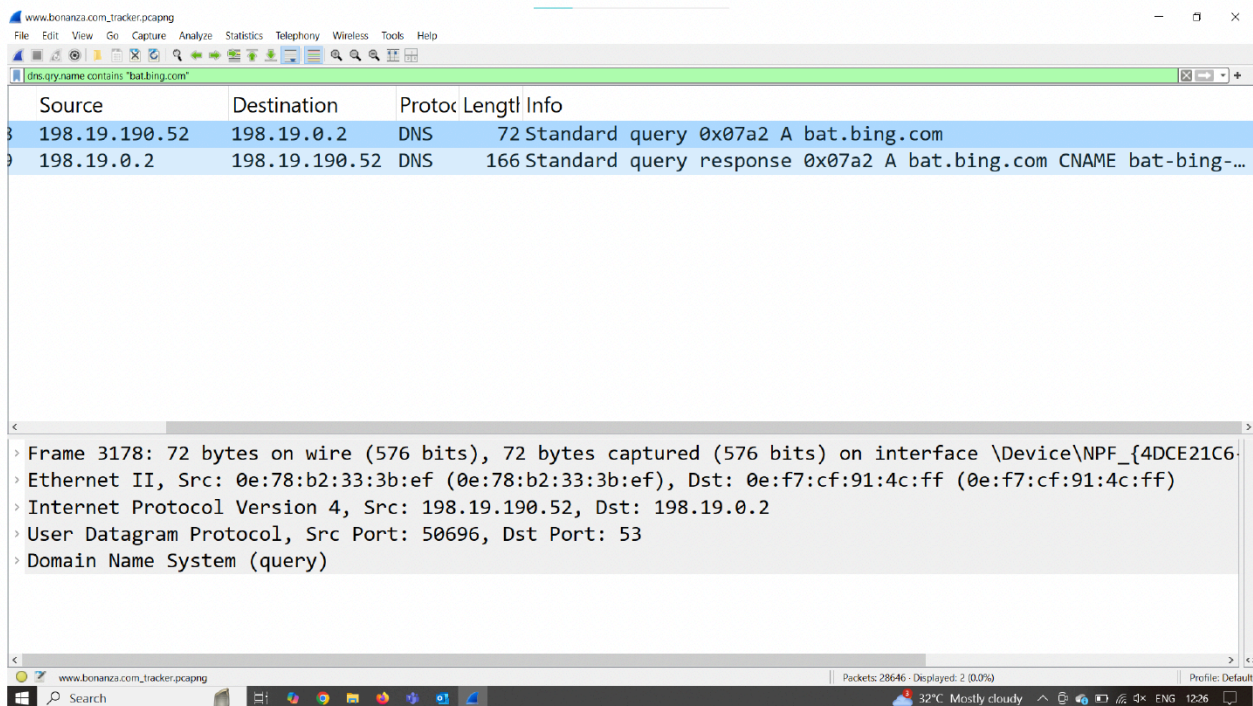 www.bonanza.com_tracker.pcapng
File Edit View Go Capture Analyze Statistics Telephony Wireless Tools Help
dns.qry.name contains "bat.bing.com"
Source Destination Protoc Length Info
198.19.190.52 198.19.0.2 DNS 72 Standard query 0x07a2 A bat.bing.com
198.19.0.2 198.19.190.52 DNS 166 Standard query response 0x07a2 A bat.bing.com CNAME bat-bing-…
Frame 3178: 72 bytes on wire (576 bits), 72 bytes captured (576 bits) on interface \Device\NPF_{4DCE21C6-
Ethernet II, Src: 0e:78:b2:33:3b:ef (0e:78:b2:33:3b:ef), Dst: 0e:f7:cf:91:4c:ff (0e:f7:cf:91:4c:ff)
Internet Protocol Version 4, Src: 198.19.190.52, Dst: 198.19.0.2
User Datagram Protocol, Src Port: 50696, Dst Port: 53
Domain Name System (query)
www.bonanza.com_tracker.pcapng Packets: 28646 · Displayed: 2 (0.0%) Profile: Default
Search 3 32°C Mostly cloudy ENG 12:26